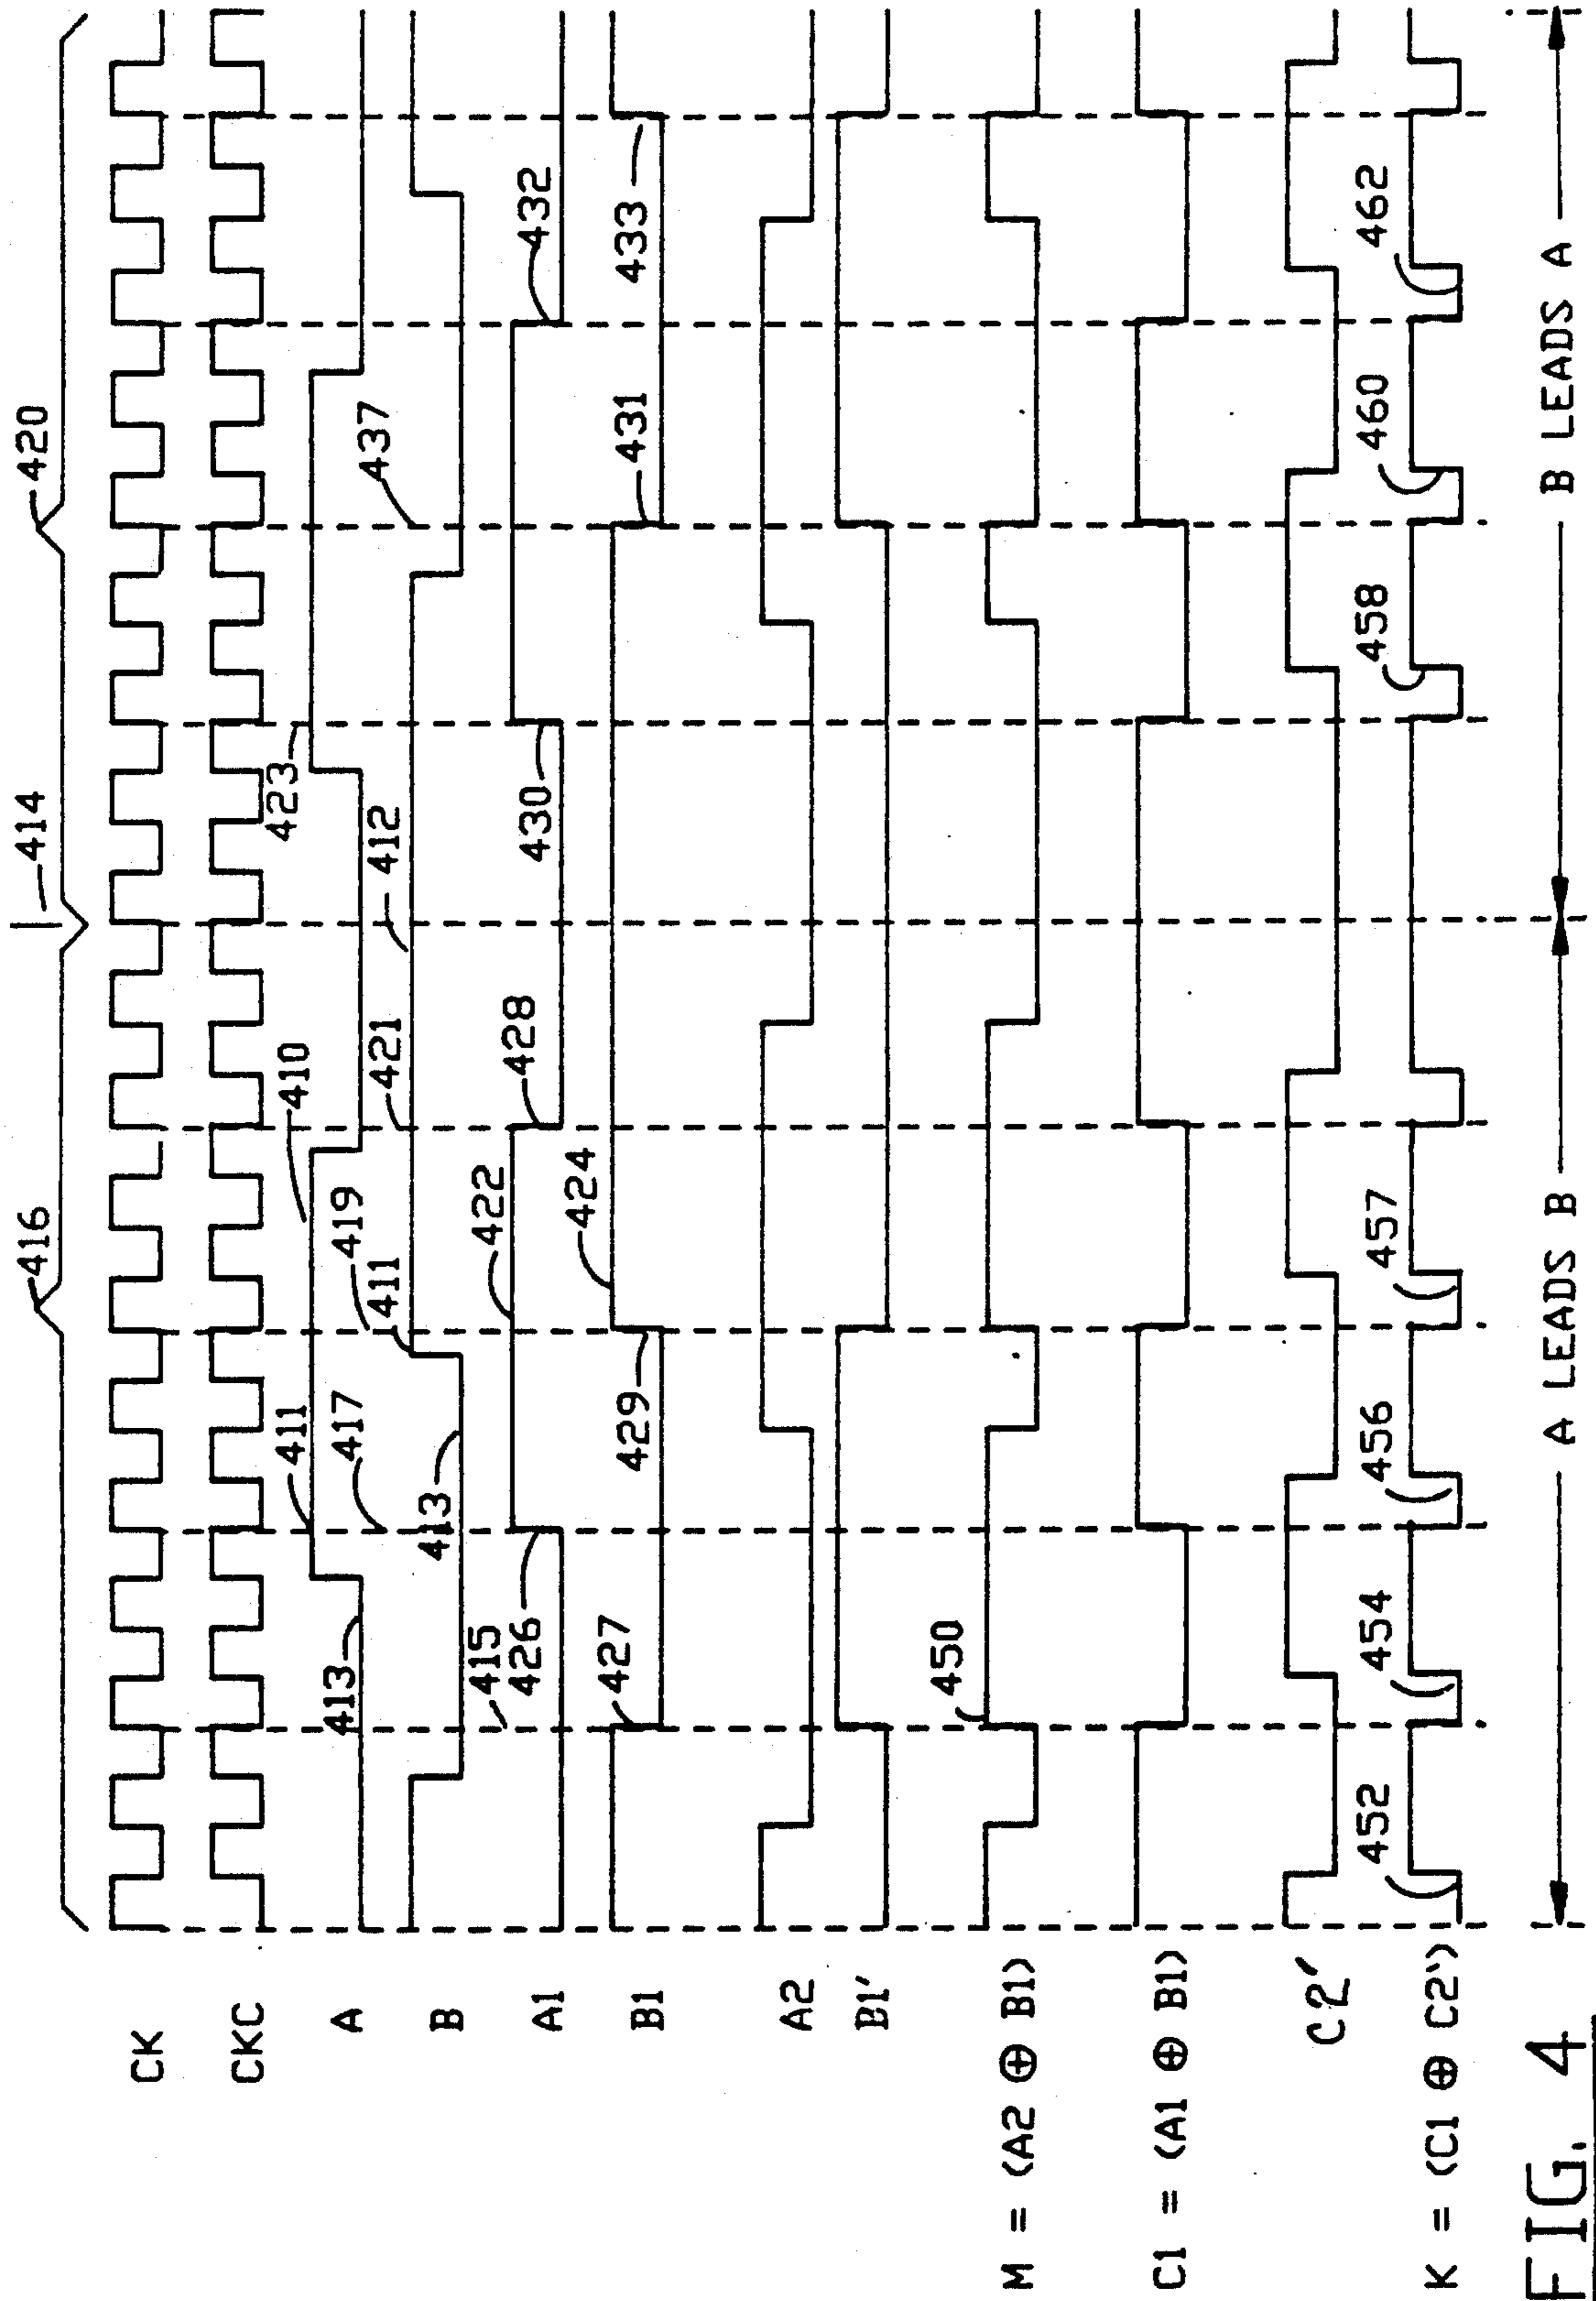 416
414
420
CK
CKC
A
413
411
417
419
410
423
437
B
413
411
421
412
A1
415
426
422
428
430
432
B1
427
429
424
431
433
A2
B1'
M = (A2 ⊕ B1)
450
C1 = (A1 ⊕ B1)
C2'
K = (C1 ⊕ C2')
452
454
456
457
458
460
462
A LEADS B
B LEADS A
FIG. 4